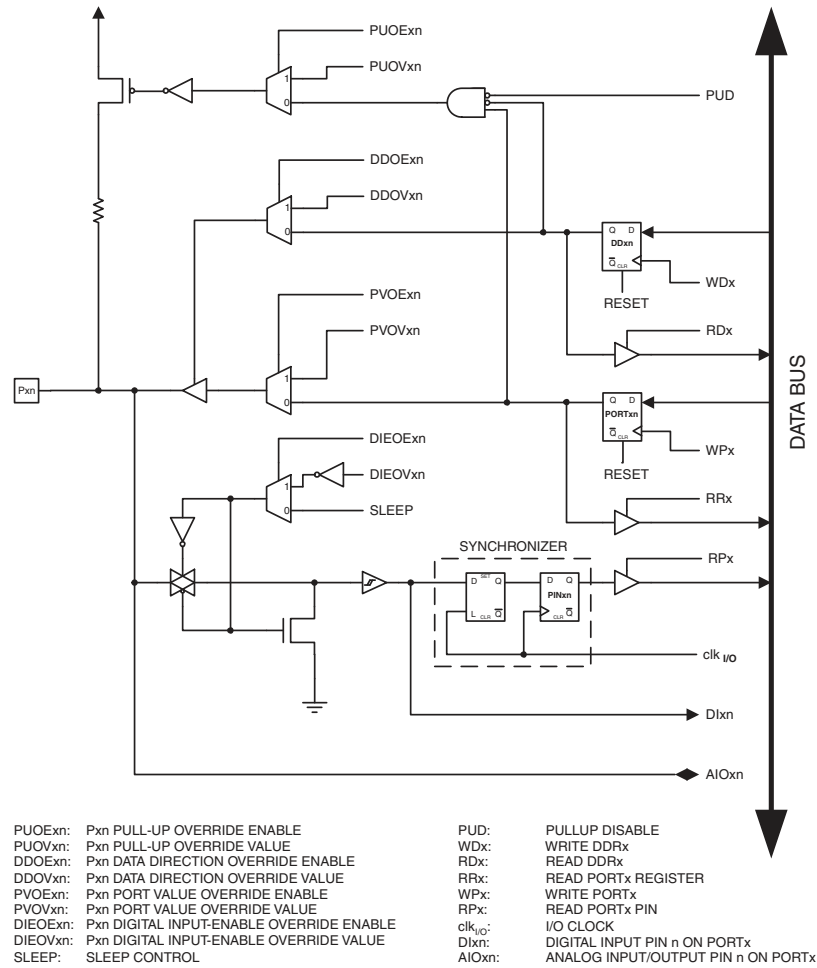 PUOExn
PUOVxn
1
0
PUD
DDOExn
DDOVxn
1
0
Q D
DDxn
Q CLR
WDx
RESET
RDx
PVOExn
PVOVxn
1
0
Pxn
Q D
PORTxn
Q CLR
WPx
RESET
RRx
DATA BUS
DIEOExn
DIEOVxn
1
0
SLEEP
SYNCHRONIZER
RPx
D SET Q
L CLR Q
D Q
PINxn
CLR Q
clk I/O
DIxn
AIOxn
PUOExn: Pxn PULL-UP OVERRIDE ENABLE
PUOVxn: Pxn PULL-UP OVERRIDE VALUE
DDOExn: Pxn DATA DIRECTION OVERRIDE ENABLE
DDOVxn: Pxn DATA DIRECTION OVERRIDE VALUE
PVOExn: Pxn PORT VALUE OVERRIDE ENABLE
PVOVxn: Pxn PORT VALUE OVERRIDE VALUE
DIEOExn: Pxn DIGITAL INPUT-ENABLE OVERRIDE ENABLE
DIEOVxn: Pxn DIGITAL INPUT-ENABLE OVERRIDE VALUE
SLEEP: SLEEP CONTROL
PUD: PULLUP DISABLE
WDx: WRITE DDRx
RDx: READ DDRx
RRx: READ PORTx REGISTER
WPx: WRITE PORTx
RPx: READ PORTx PIN
clkI/O: I/O CLOCK
DIxn: DIGITAL INPUT PIN n ON PORTx
AIOxn: ANALOG INPUT/OUTPUT PIN n ON PORTx